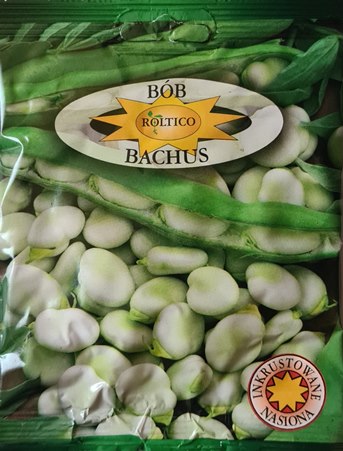 BÓB
ROLTICO
BACHUS
INKRUSTOWANE
NASIONA